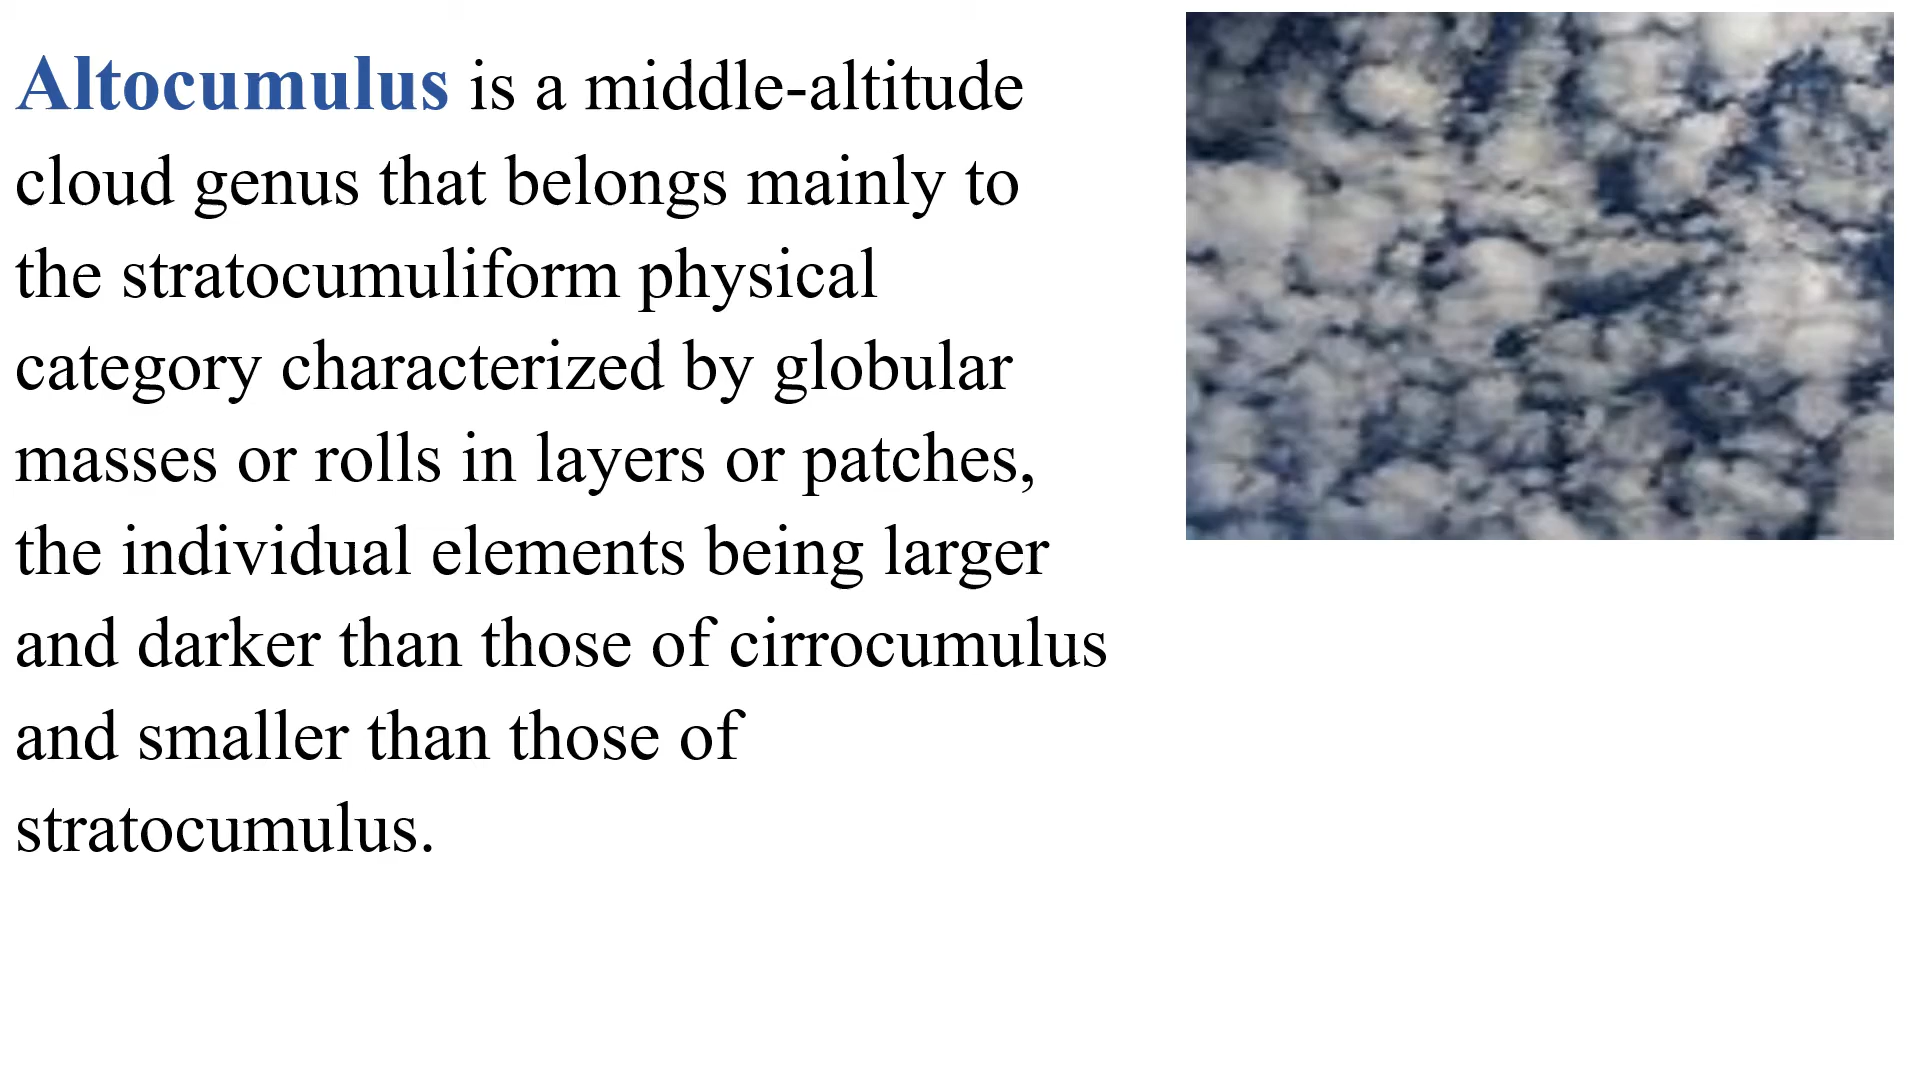 Altocumulus is a middle-altitude
cloud genus that belongs mainly to
the stratocumuliform physical
category characterized by globular
masses or rolls in layers or patches,
the individual elements being larger
and darker than those of cirrocumulus
and smaller than those of
stratocumulus.